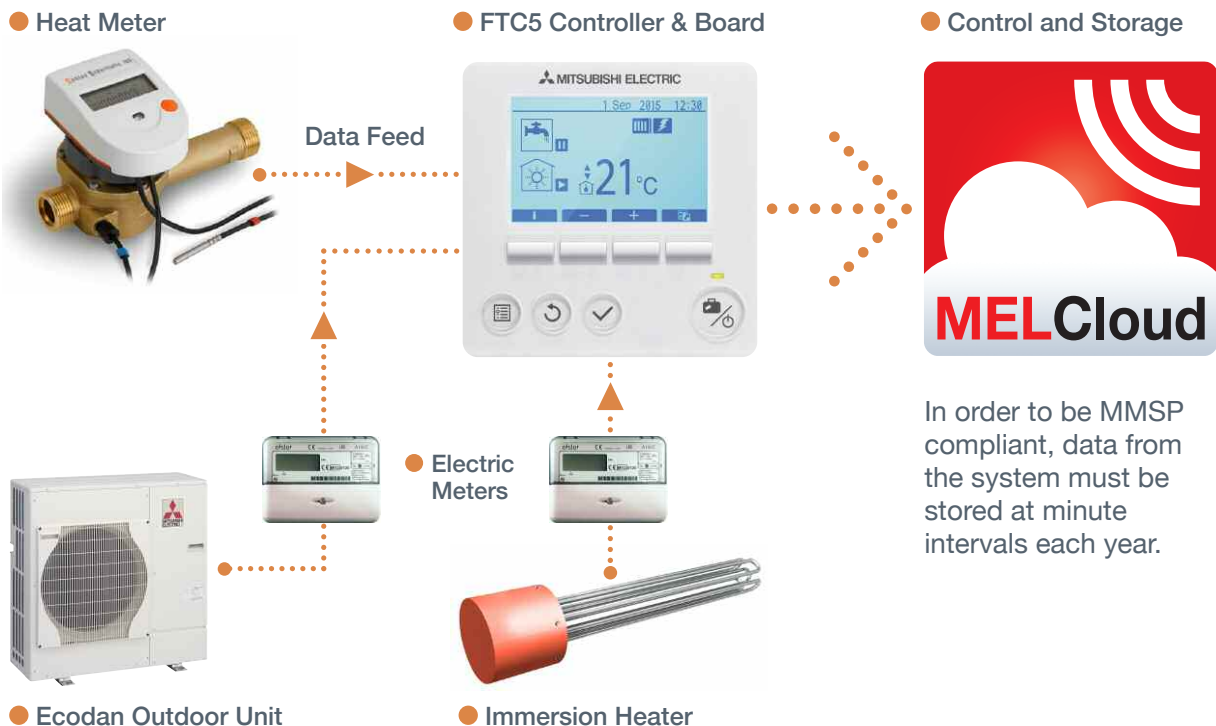 Heat Meter
FTC5 Controller & Board
Control and Storage
MITSUBISHI ELECTRIC
1 Sep 2015 12:30
21°C
i
−
+
Data Feed
MELCloud
Electric
Meters
In order to be MMSP
compliant, data from
the system must be
stored at minute
intervals each year.
Ecodan Outdoor Unit
Immersion Heater